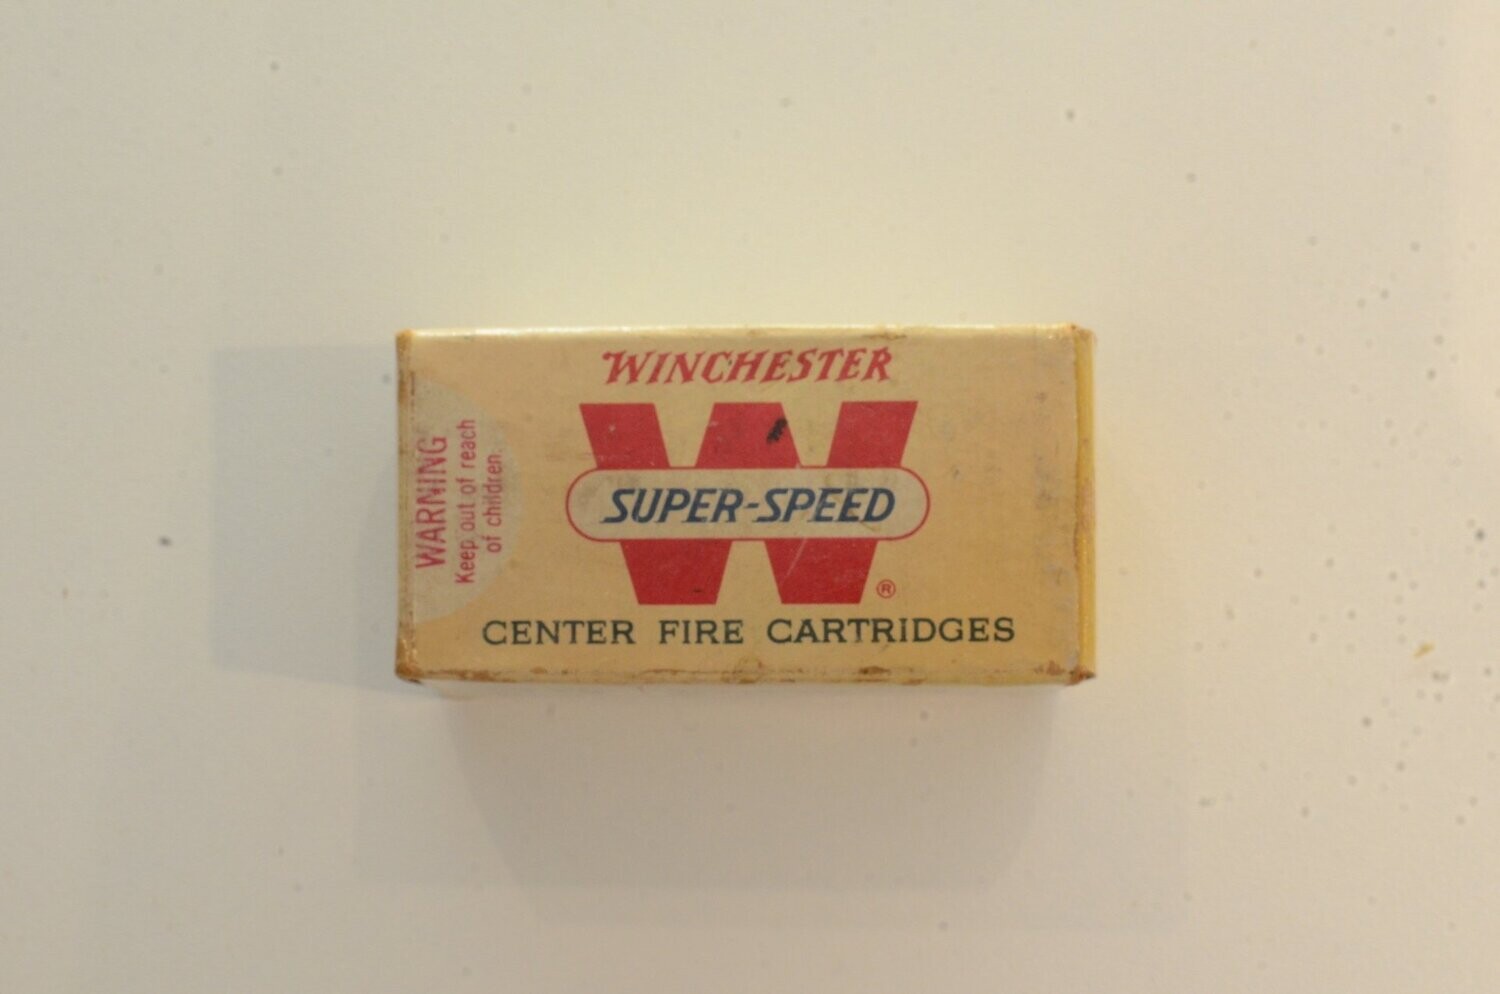 WINCHESTER
W
SUPER-SPEED
®
CENTER FIRE CARTRIDGES
WARNING
Keep out of reach
of children.